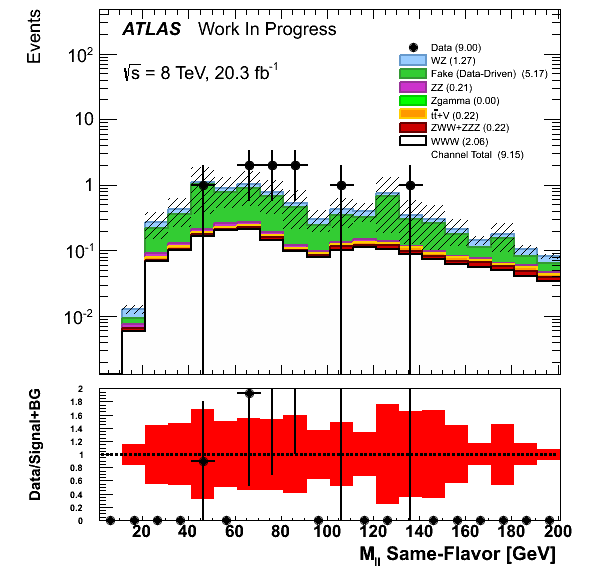 Events
ATLAS Work In Progress
√s = 8 TeV, 20.3 fb⁻¹
Data (9.00)
WZ (1.27)
Fake (Data-Driven) (5.17)
ZZ (0.21)
Zgamma (0.00)
tt̄+V (0.22)
ZWW+ZZZ (0.22)
WWW (2.06)
Channel Total (9.15)
10²
10
1
10⁻¹
10⁻²
Data/Signal+BG
2
1.8
1.6
1.4
1.2
1
0.8
0.6
0.4
0.2
0
20 40 60 80 100 120 140 160 180 200
M_ll Same-Flavor [GeV]